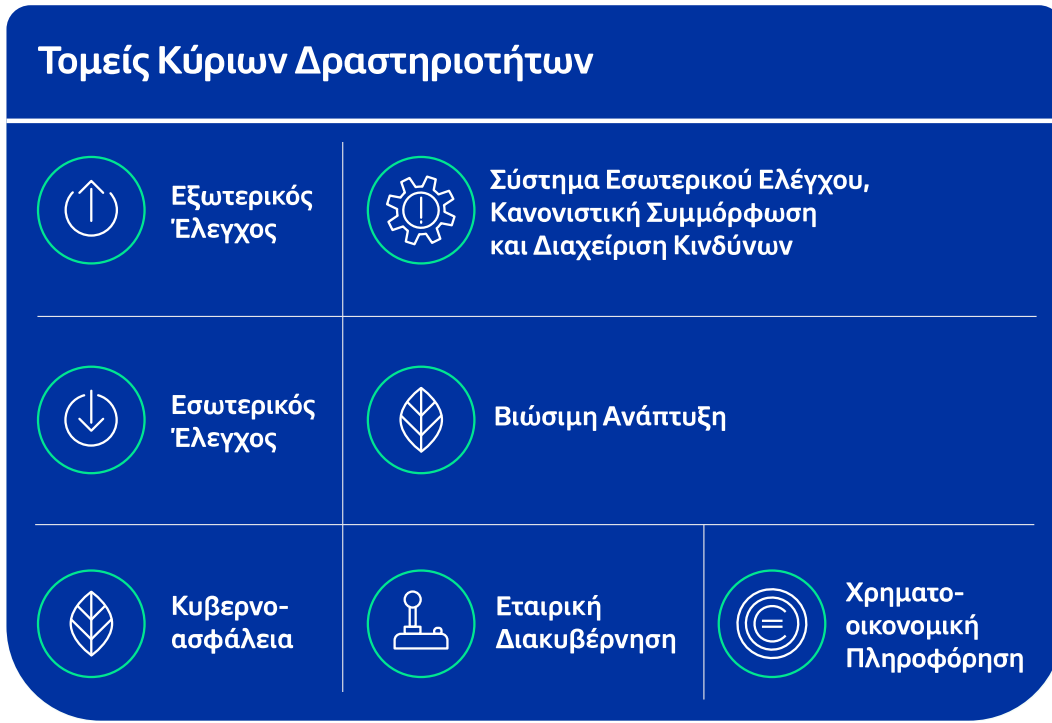 Τομείς Κύριων Δραστηριοτήτων
Εξωτερικός
Έλεγχος
Σύστημα Εσωτερικού Ελέγχου,
Κανονιστική Συμμόρφωση
και Διαχείριση Κινδύνων
Εσωτερικός
Έλεγχος
Βιώσιμη Ανάπτυξη
Κυβερνο-
ασφάλεια
Εταιρική
Διακυβέρνηση
Χρηματο-
οικονομική
Πληροφόρηση